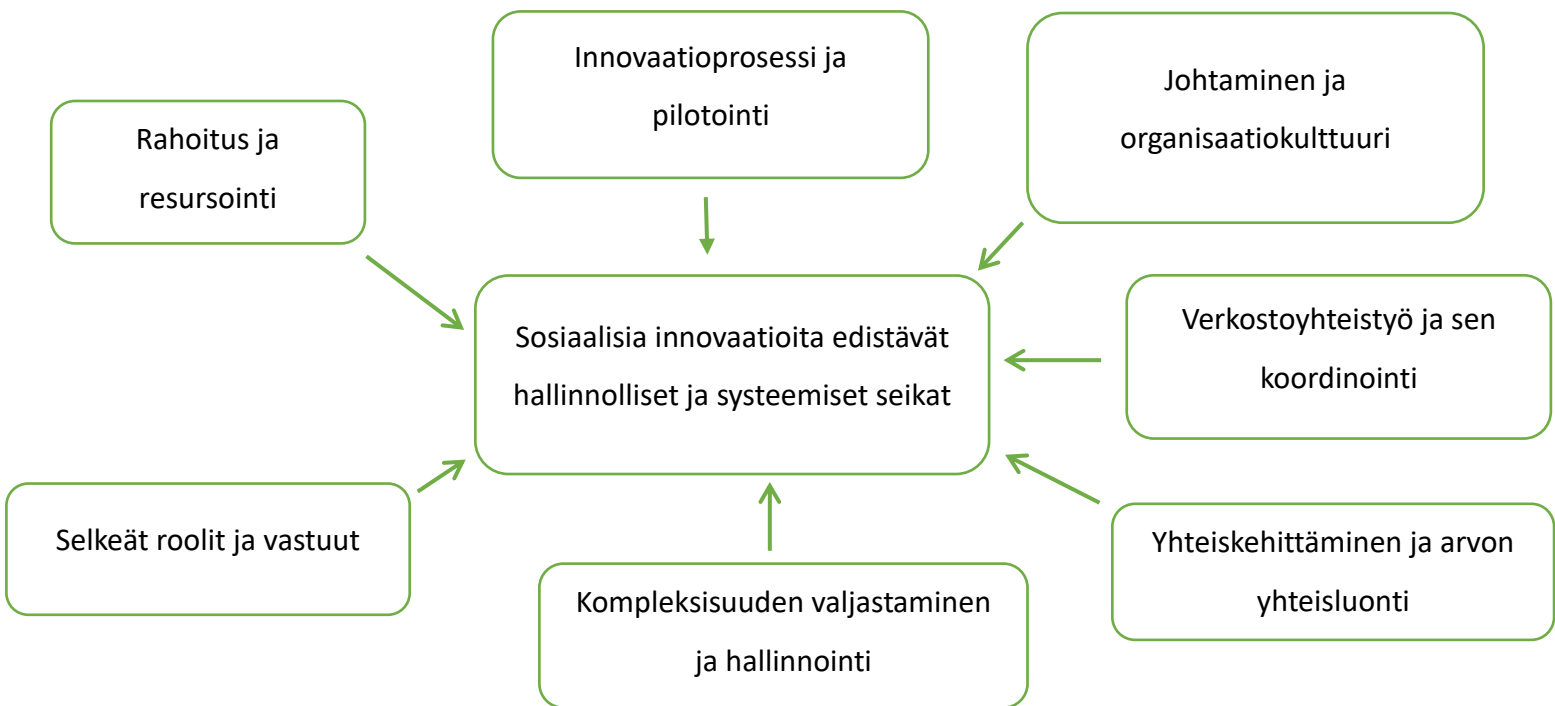 Innovaatioprosessi ja
pilotointi
Johtaminen ja
organisaatiokulttuuri
Rahoitus ja
resursointi
Verkostoyhteistyö ja sen
koordinointi
Sosiaalisia innovaatioita edistävät
hallinnolliset ja systeemiset seikat
Selkeät roolit ja vastuut
Yhteiskehittäminen ja arvon
yhteisluonti
Kompleksisuuden valjastaminen
ja hallinnointi